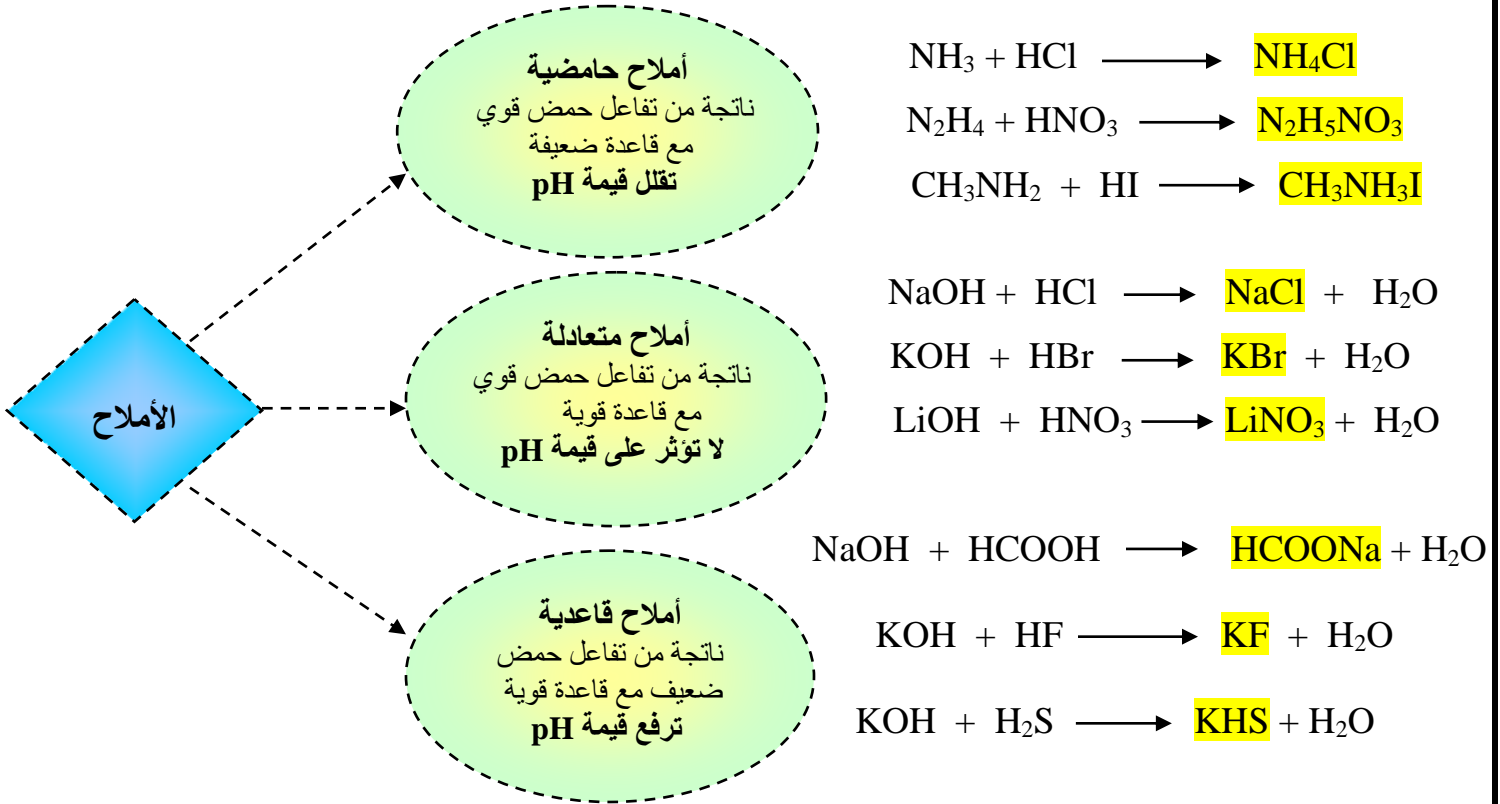 الأملاح
أملاح حامضية
ناتجة من تفاعل حمض قوي
مع قاعدة ضعيفة
تقلل قيمة pH
NH₃ + HCl ⟶ NH₄Cl
N₂H₄ + HNO₃ ⟶ N₂H₅NO₃
CH₃NH₂ + HI ⟶ CH₃NH₃I
أملاح متعادلة
ناتجة من تفاعل حمض قوي
مع قاعدة قوية
لا تؤثر على قيمة pH
NaOH + HCl ⟶ NaCl + H₂O
KOH + HBr ⟶ KBr + H₂O
LiOH + HNO₃ ⟶ LiNO₃ + H₂O
أملاح قاعدية
ناتجة من تفاعل حمض
ضعيف مع قاعدة قوية
ترفع قيمة pH
NaOH + HCOOH ⟶ HCOONa + H₂O
KOH + HF ⟶ KF + H₂O
KOH + H₂S ⟶ KHS + H₂O